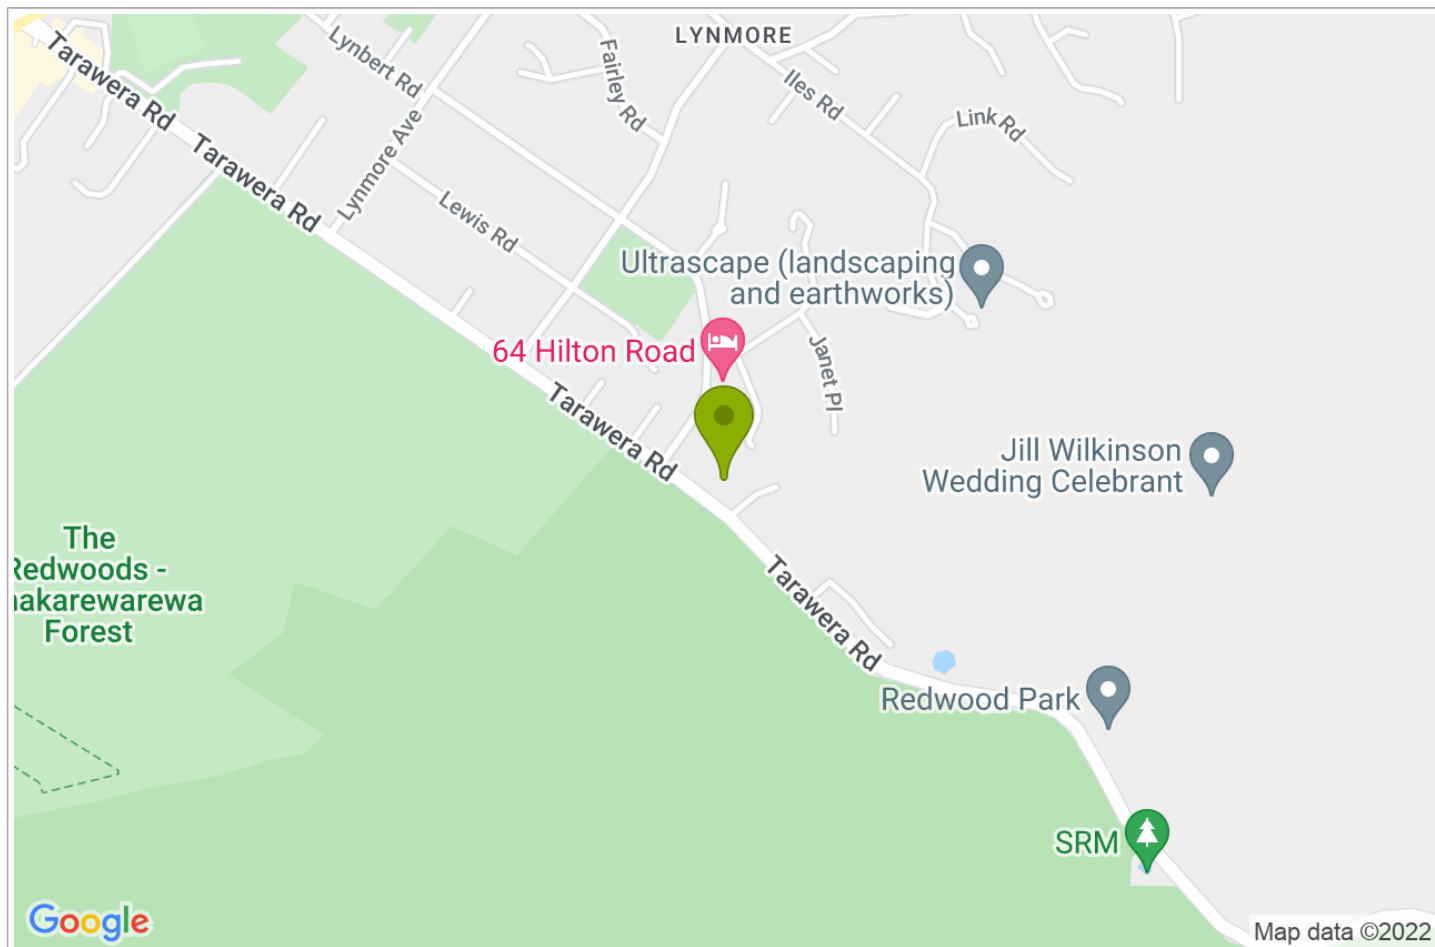 LYNMORE
Tarawera Rd
Lynbert Rd
Fairley Rd
Iles Rd
Link Rd
Tarawera Rd
Lynmore Ave
Lewis Rd
Ultrascape (landscaping
and earthworks)
64 Hilton Road
Janet Pl
Tarawera Rd
Jill Wilkinson
Wedding Celebrant
The
Redwoods -
nakarewarewa
Forest
Tarawera Rd
Redwood Park
SRM
Google
Map data ©2022